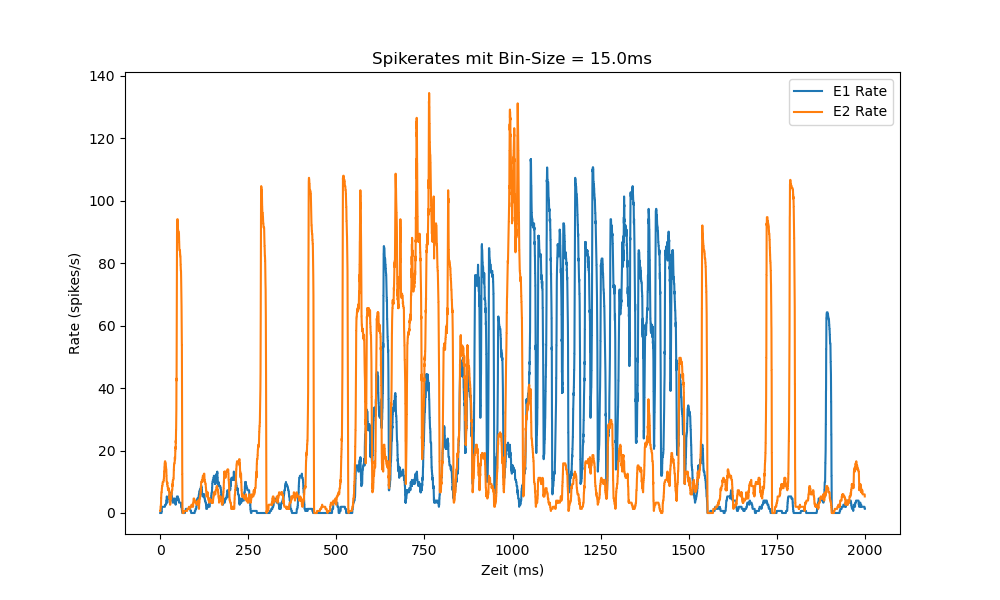 Spikerates mit Bin-Size = 15.0ms
E1 Rate
E2 Rate
Rate (spikes/s)
140
120
100
80
60
40
20
0
0 250 500 750 1000 1250 1500 1750 2000
Zeit (ms)